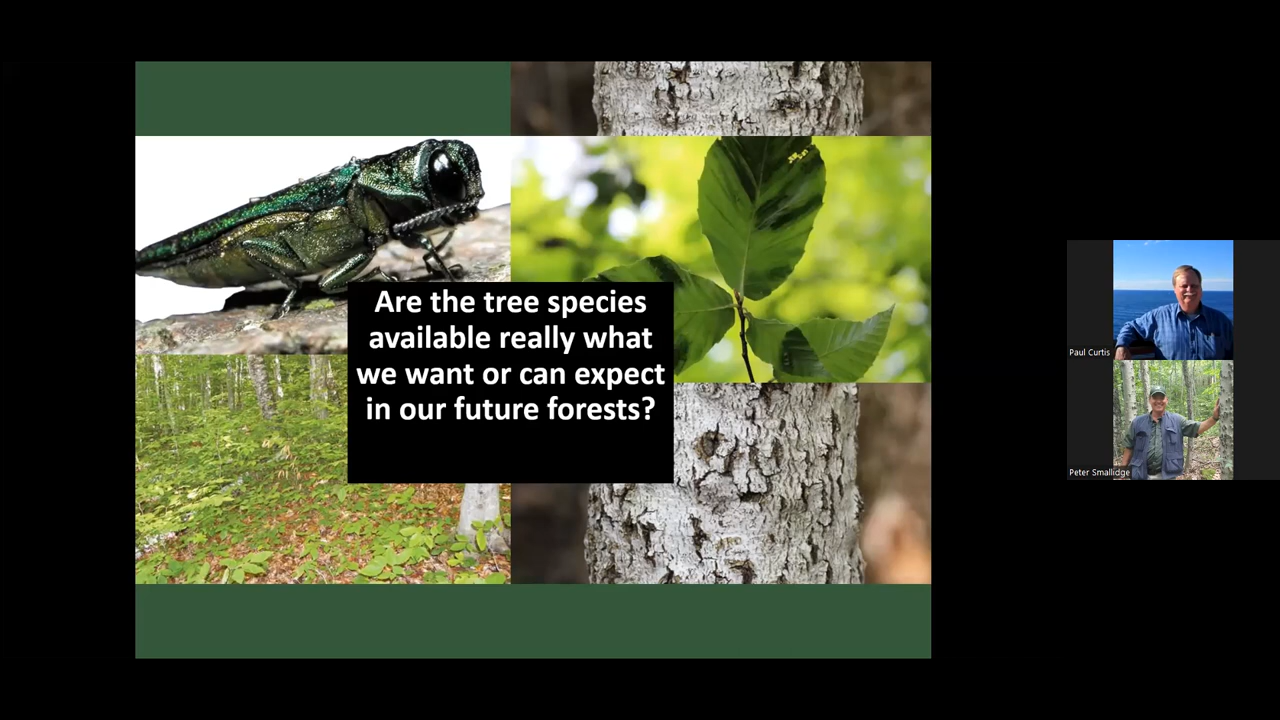 Are the tree species
available really what
we want or can expect
in our future forests?
Paul Curtis
Peter Smallidge